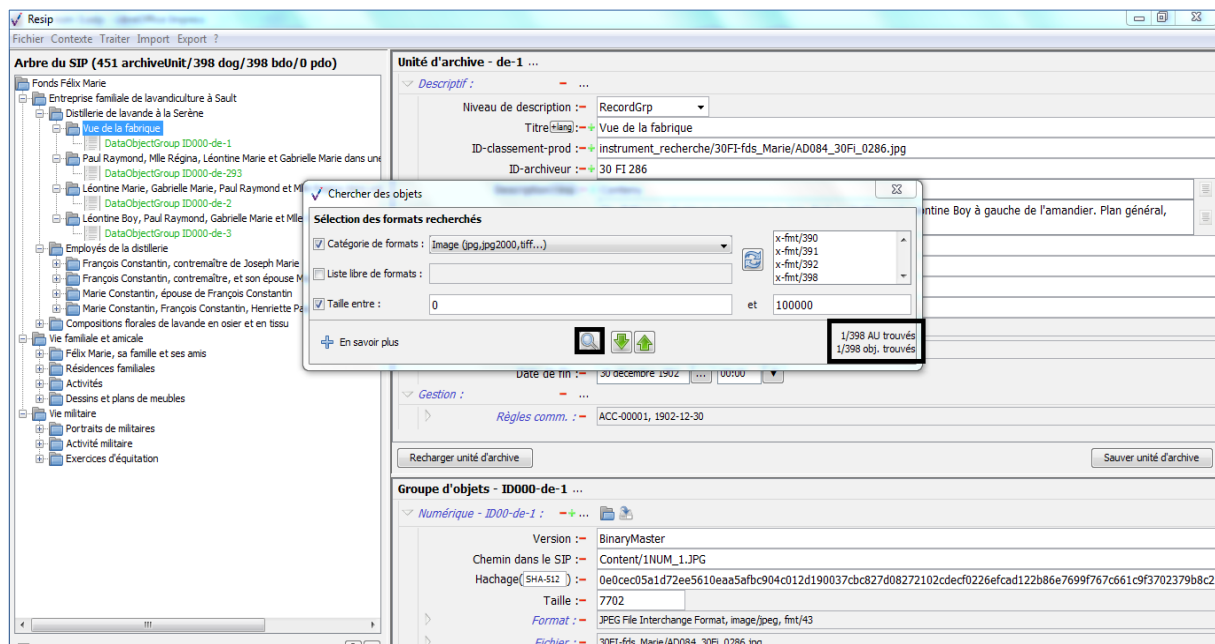 Resip
Fichier Contexte Traiter Import Export ?
Arbre du SIP (451 archiveUnit/398 dog/398 bdo/0 pdo)
Fonds Félix Marie
Entreprise familiale de lavandiculture à Sault
Distillerie de lavande à la Serène
Vue de la fabrique
DataObjectGroup ID000-de-1
Paul Raymond, Mlle Régina, Léontine Marie et Gabrielle Marie dans une
DataObjectGroup ID000-de-293
Léontine Marie, Gabrielle Marie, Paul Raymond et M
DataObjectGroup ID000-de-2
Léontine Boy, Paul Raymond, Gabrielle Marie et Mlle
DataObjectGroup ID000-de-3
Employés de la distillerie
François Constantin, contremaître de Joseph Marie
François Constantin, contremaître, et son épouse M
Marie Constantin, épouse de François Constantin
Marie Constantin, François Constantin, Henriette Pa
Compositions florales de lavande en osier et en tissu
Vie familiale et amicale
Félix Marie, sa famille et ses amis
Résidences familiales
Activités
Dessins et plans de meubles
Vie militaire
Portraits de militaires
Activité militaire
Exercices d'équitation
Unité d'archive - de-1 ...
Descriptif : − ...
Niveau de description :− RecordGrp
Titre +lang :−+ Vue de la fabrique
ID-classement-prod :−+ instrument_recherche/30FI-fds_Marie/AD084_30Fi_0286.jpg
ID-archiveur :−+ 30 FI 286
ontine Boy à gauche de l'amandier. Plan général,
Chercher des objets
Sélection des formats recherchés
Catégorie de formats : Image (jpg,jpg2000,tiff...)
x-fmt/390
x-fmt/391
x-fmt/392
x-fmt/398
Liste libre de formats :
Taille entre : 0 et 100000
En savoir plus
1/398 AU trouvés
1/398 obj. trouvés
Date de fin :− 30 décembre 1902 ... 00:00
Gestion : − ...
Règles comm. : − ACC-00001, 1902-12-30
Recharger unité d'archive
Sauver unité d'archive
Groupe d'objets - ID000-de-1 ...
Numérique - ID00-de-1 : −+ ...
Version :− BinaryMaster
Chemin dans le SIP :− Content/1NUM_1.JPG
Hachage( SHA-512 ) :− 0e0cec05a1d72ee5610eaa5afbc904c012d190037cbc827d08272102cdecf0226efcad122b86e7699f767c661c9f3702379b8c2
Taille :− 7702
Format : − JPEG File Interchange Format, image/jpeg, fmt/43
Fichier : − 30FI-fds_Marie/AD084_30Fi_0286.jpg